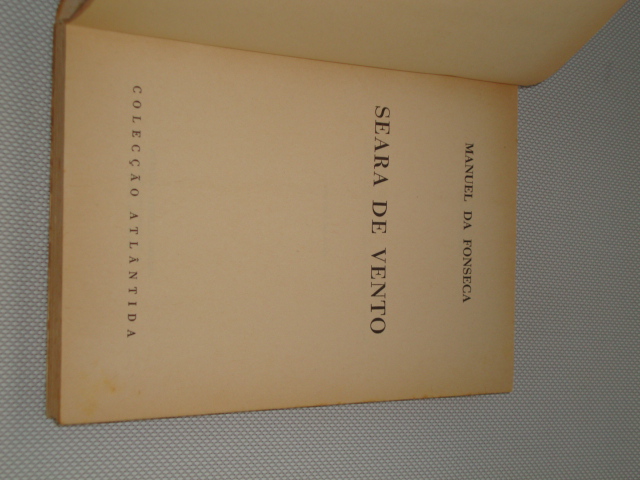 MANUEL DA FONSECA
SEARA DE VENTO
COLECÇÃO ATLÂNTIDA